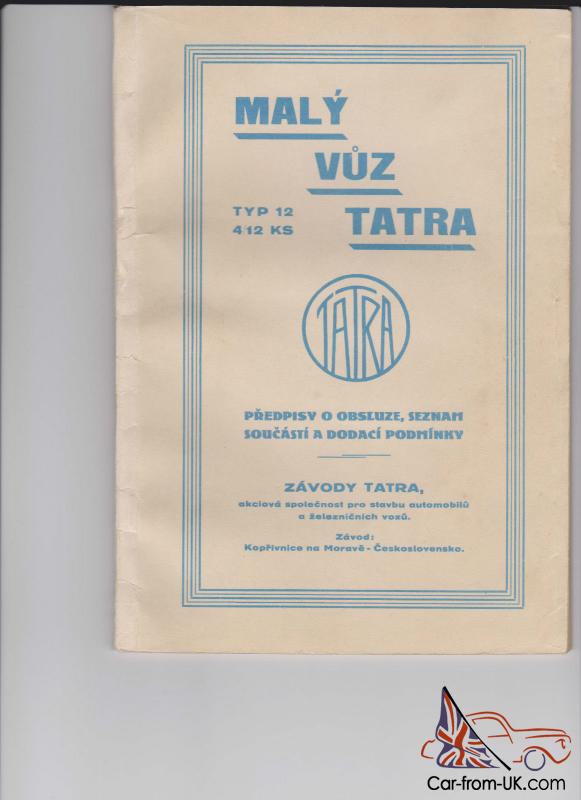 MALÝ
VŮZ
TYP 12
4/12 KS
TATRA
TATRA
PŘEDPISY O OBSLUZE, SEZNAM
SOUČÁSTÍ A DODACÍ PODMÍNKY
ZÁVODY TATRA,
akciová společnost pro stavbu automobilů
a železničních vozů.
Závod:
Kopřivnice na Moravě - Československo.
Car-from-UK.com